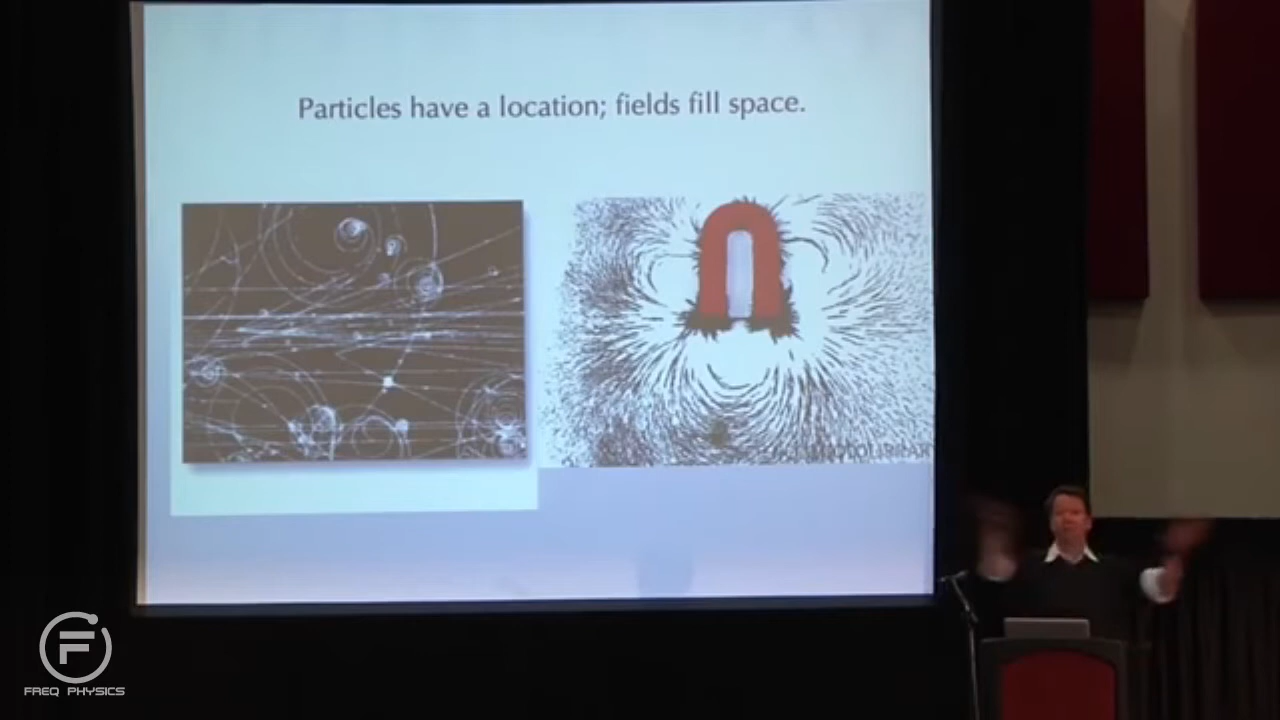 Particles have a location; fields fill space.
FREQ PHYSICS